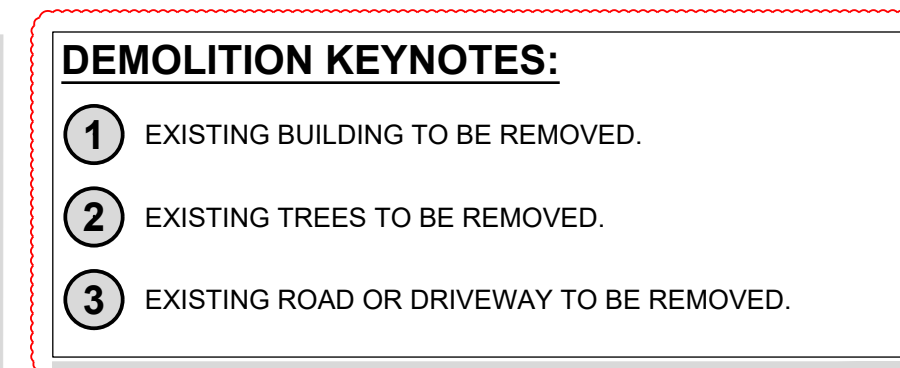 DEMOLITION KEYNOTES:
1 EXISTING BUILDING TO BE REMOVED.
2 EXISTING TREES TO BE REMOVED.
3 EXISTING ROAD OR DRIVEWAY TO BE REMOVED.